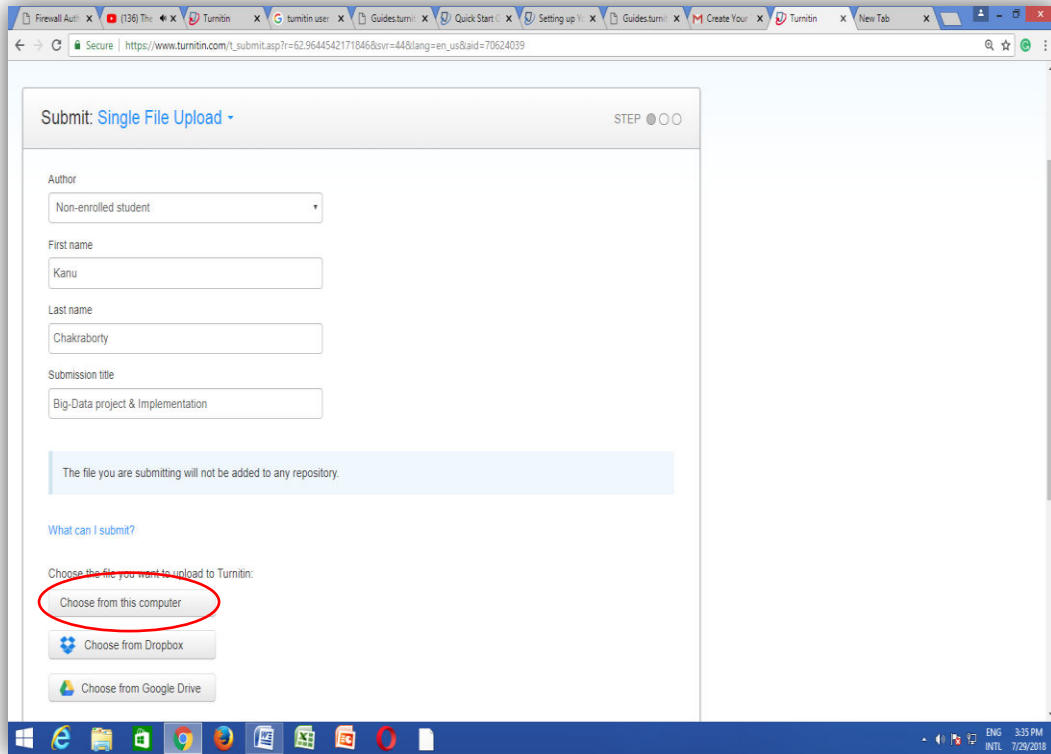 Firewall Auth
(136) The
Turnitin
turnitin user
Guides.turnit
Quick Start G
Setting up Yo
Guides.turnit
Create Your
Turnitin
New Tab
Secure | https://www.turnitin.com/t_submit.asp?r=62.9644542171846&svr=44&lang=en_us&aid=70624039
Submit: Single File Upload
STEP
Author
Non-enrolled student
First name
Kanu
Last name
Chakraborty
Submission title
Big-Data project & Implementation
The file you are submitting will not be added to any repository.
What can I submit?
Choose the file you want to upload to Turnitin:
Choose from this computer
Choose from Dropbox
Choose from Google Drive
ENG 3:35 PM
INTL 7/29/2018